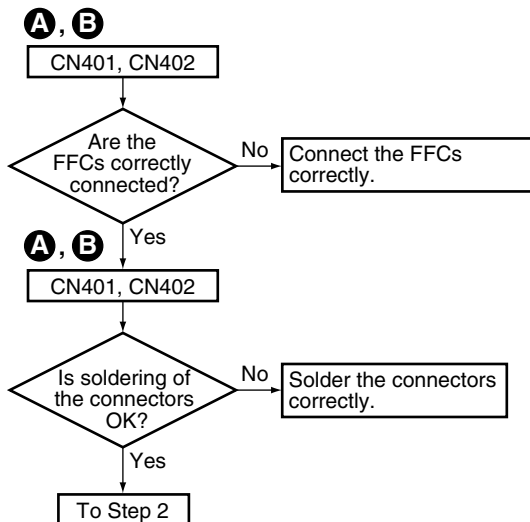 A, B
CN401, CN402
Are the
FFCs correctly
connected?
No
Connect the FFCs
correctly.
Yes
A, B
CN401, CN402
Is soldering of
the connectors
OK?
No
Solder the connectors
correctly.
Yes
To Step 2